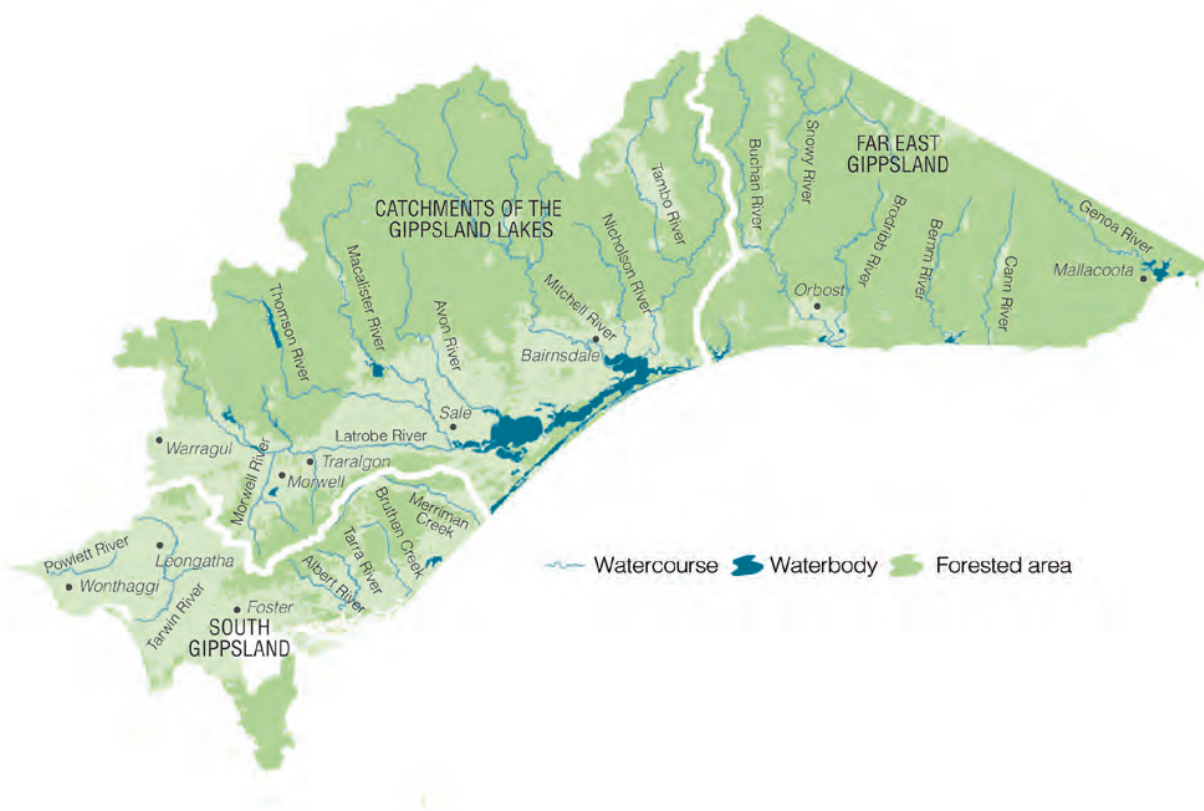 FAR EAST
GIPPSLAND
CATCHMENTS OF THE
GIPPSLAND LAKES
Buchan River
Snowy River
Brodribb River
Bemm River
Cann River
Genoa River
Mallacoota
Orbost
Tambo River
Nicholson River
Mitchell River
Bairnsdale
Macalister River
Avon River
Thomson River
Sale
Latrobe River
Warragul
Traralgon
Morwell
Morwell River
Merriman
Creek
Bruthen Creek
Tarra River
Albert River
Powlett River
Leongatha
Wonthaggi
Tarwin River
Foster
SOUTH
GIPPSLAND
Watercourse
Waterbody
Forested area